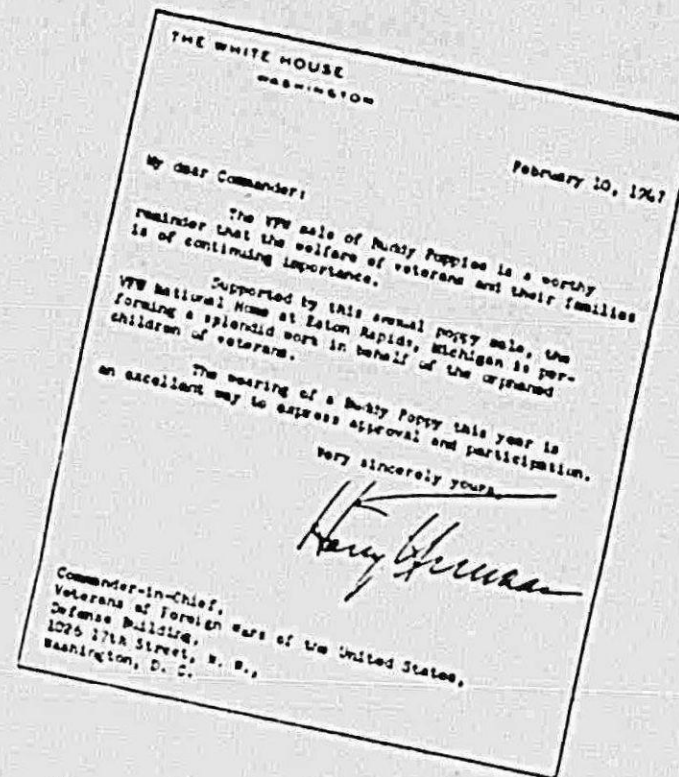 THE WHITE HOUSE
WASHINGTON
February 10, 1947
My dear Commander:
The VFW sale of Buddy Poppies is a worthy
reminder that the welfare of veterans and their families
is of continuing importance.
Supported by this annual poppy sale, the
VFW National Home at Eaton Rapids, Michigan is per-
forming a splendid work in behalf of the orphaned
children of veterans.
The wearing of a Buddy Poppy this year is
an excellent way to express approval and participation.
Very sincerely yours,
Harry Truman
Commander-in-Chief,
Veterans of Foreign Wars of the United States,
Defense Building,
1026 17th Street, N. W.,
Washington, D. C.